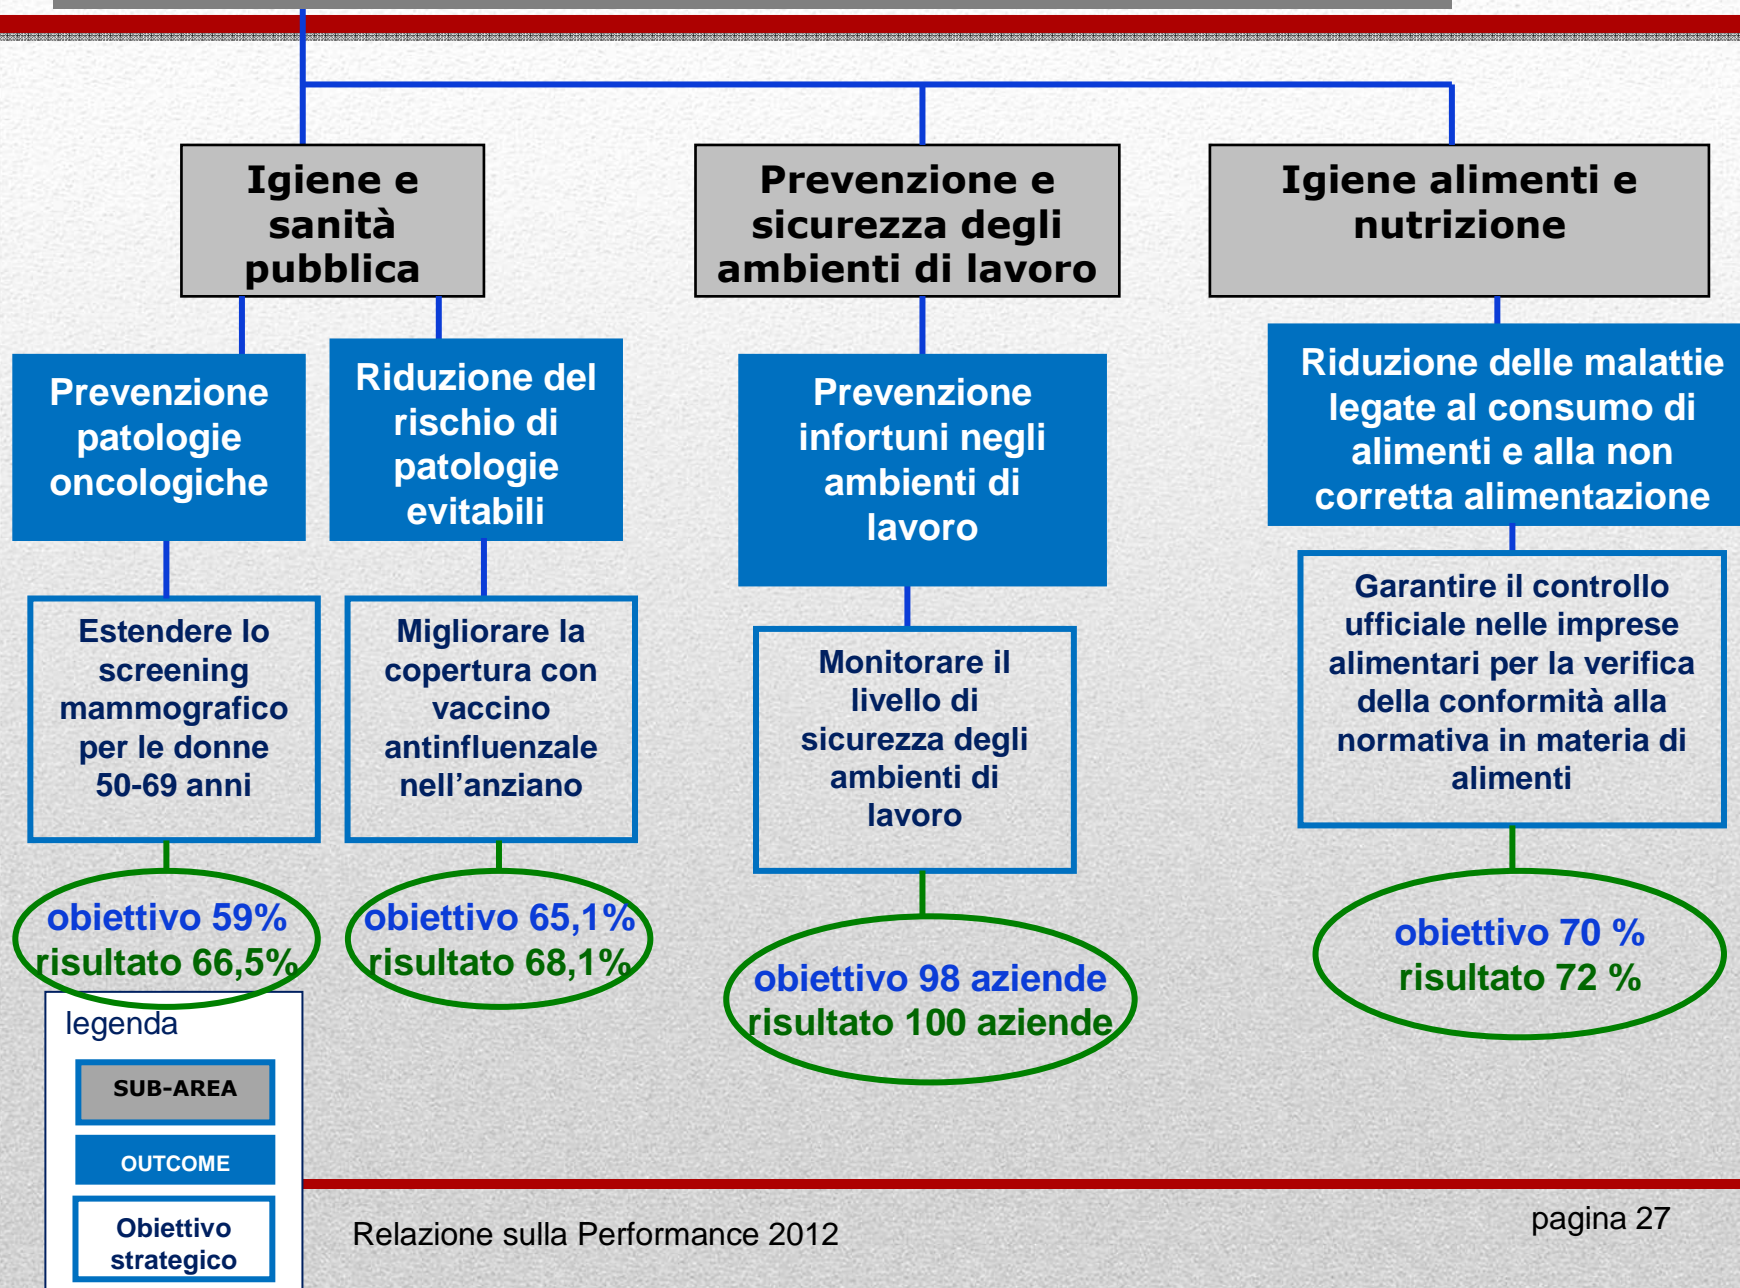 Igiene e
sanità
pubblica
Prevenzione e
sicurezza degli
ambienti di lavoro
Igiene alimenti e
nutrizione
Prevenzione
patologie
oncologiche
Riduzione del
rischio di
patologie
evitabili
Prevenzione
infortuni negli
ambienti di
lavoro
Riduzione delle malattie
legate al consumo di
alimenti e alla non
corretta alimentazione
Estendere lo
screening
mammografico
per le donne
50-69 anni
Migliorare la
copertura con
vaccino
antinfluenzale
nell’anziano
Monitorare il
livello di
sicurezza degli
ambienti di
lavoro
Garantire il controllo
ufficiale nelle imprese
alimentari per la verifica
della conformità alla
normativa in materia di
alimenti
obiettivo 59%
risultato 66,5%
obiettivo 65,1%
risultato 68,1%
obiettivo 98 aziende
risultato 100 aziende
obiettivo 70 %
risultato 72 %
legenda
SUB-AREA
OUTCOME
Obiettivo
strategico
Relazione sulla Performance 2012
pagina 27